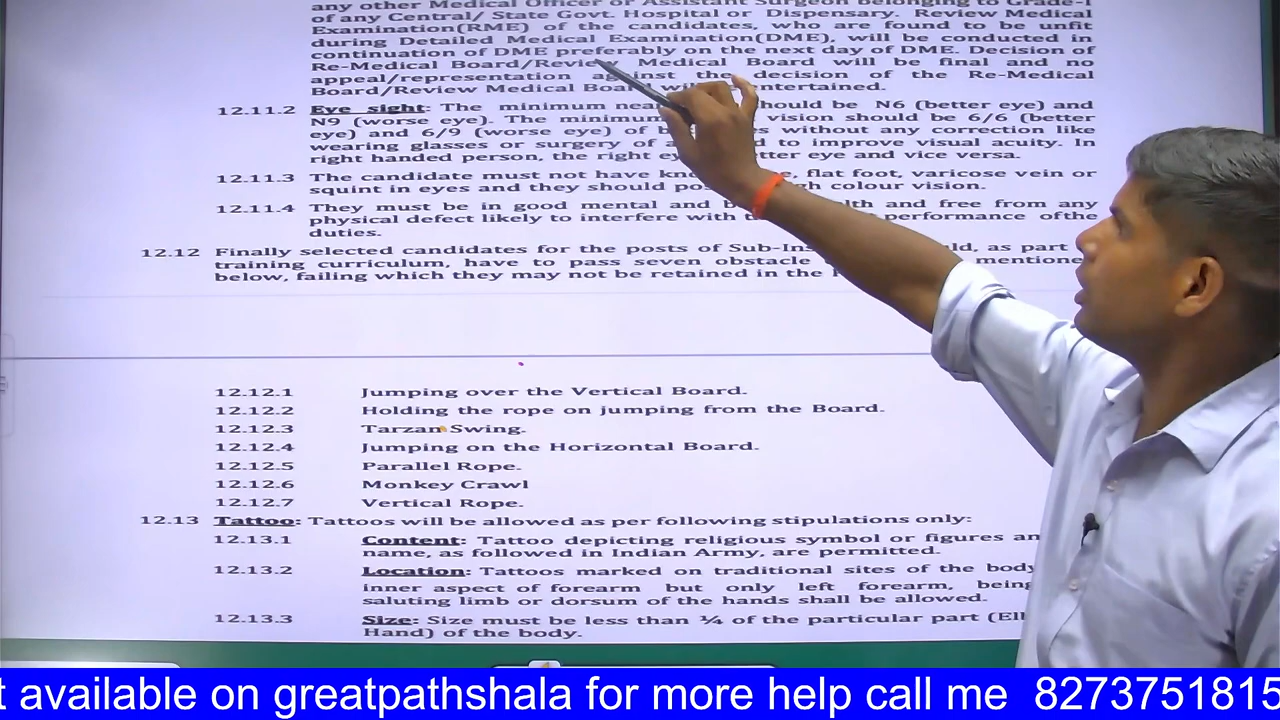 any other Medical Officer or Assistant Surgeon belonging to Grade-I
of any Central/ State Govt. Hospital or Dispensary. Review Medical
Examination(RME) of the candidates, who are found to be unfit
during Detailed Medical Examination(DME), will be conducted in
continuation of DME preferably on the next day of DME. Decision of
Re-Medical Board/Review Medical Board will be final and no
appeal/representation against the decision of the Re-Medical
Board/Review Medical Board entertained.
12.11.2 Eye sight: The minimum hould be N6 (better eye) and
N9 (worse eye). The minimum vision should be 6/6 (better
eye) and 6/9 (worse eye) of without any correction like
wearing glasses or surgery of to improve visual acuity. In
right handed person, the right eye tter eye and vice versa.
12.11.3 The candidate must not have flat foot, varicose vein or
squint in eyes and they should colour vision.
12.11.4 They must be in good mental and and free from any
physical defect likely to interfere with performance ofthe
duties.
12.12 Finally selected candidates for the posts of as part
training curriculum, have to pass seven obstacle mentione
below, failing which they may not be retained in the
12.12.1 Jumping over the Vertical Board.
12.12.2 Holding the rope on jumping from the Board.
12.12.3 Tarzan Swing.
12.12.4 Jumping on the Horizontal Board.
12.12.5 Parallel Rope.
12.12.6 Monkey Crawl
12.12.7 Vertical Rope.
12.13 Tattoo: Tattoos will be allowed as per following stipulations only:
12.13.1 Content: Tattoo depicting religious symbol or figures an
name, as followed in Indian Army, are permitted.
12.13.2 Location: Tattoos marked on traditional sites of the body
inner aspect of forearm but only left forearm, being
saluting limb or dorsum of the hands shall be allowed.
12.13.3 Size: Size must be less than ¼ of the particular part (Elb
Hand) of the body.
t available on greatpathshala for more help call me 8273751815